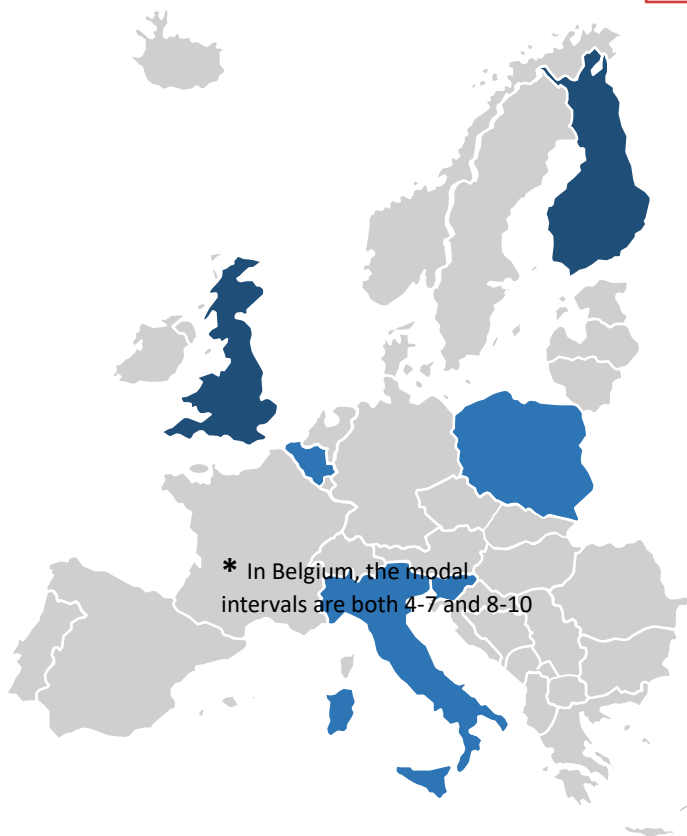 * In Belgium, the modal
intervals are both 4-7 and 8-10